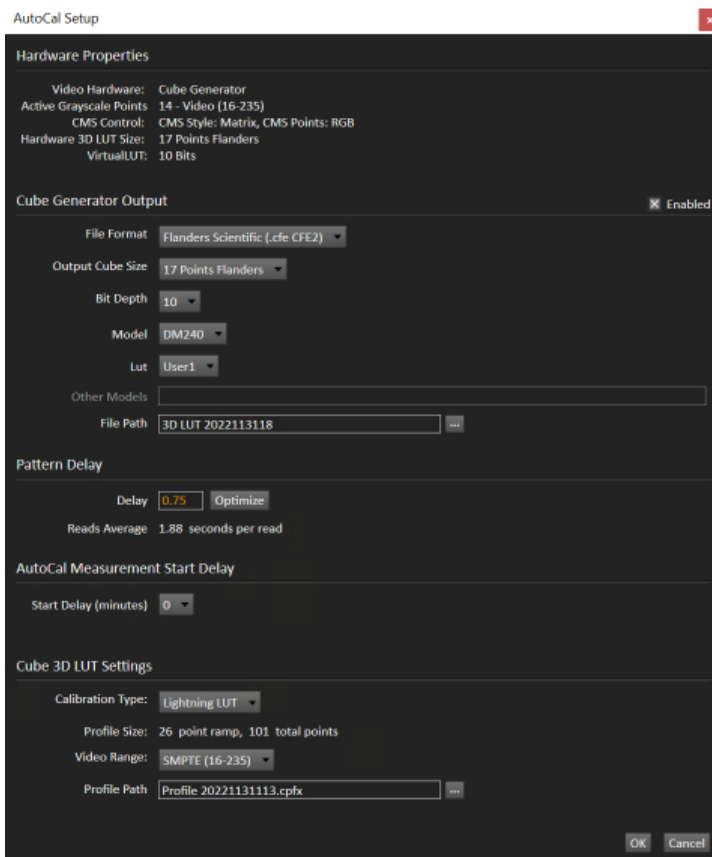 AutoCal Setup
Hardware Properties
Video Hardware: Cube Generator
Active Grayscale Points 14 - Video (16-235)
CMS Control: CMS Style: Matrix, CMS Points: RGB
Hardware 3D LUT Size: 17 Points Flanders
VirtualLUT: 10 Bits
Cube Generator Output
Enabled
File Format Flanders Scientific (.cfe CFE2)
Output Cube Size 17 Points Flanders
Bit Depth 10
Model DM240
Lut User1
Other Models
File Path 3D LUT 2022113118 ...
Pattern Delay
Delay 0.75 Optimize
Reads Average 1.88 seconds per read
AutoCal Measurement Start Delay
Start Delay (minutes) 0
Cube 3D LUT Settings
Calibration Type: Lightning LUT
Profile Size: 26 point ramp, 101 total points
Video Range: SMPTE (16-235)
Profile Path Profile 20221131113.cpfx ...
OK Cancel